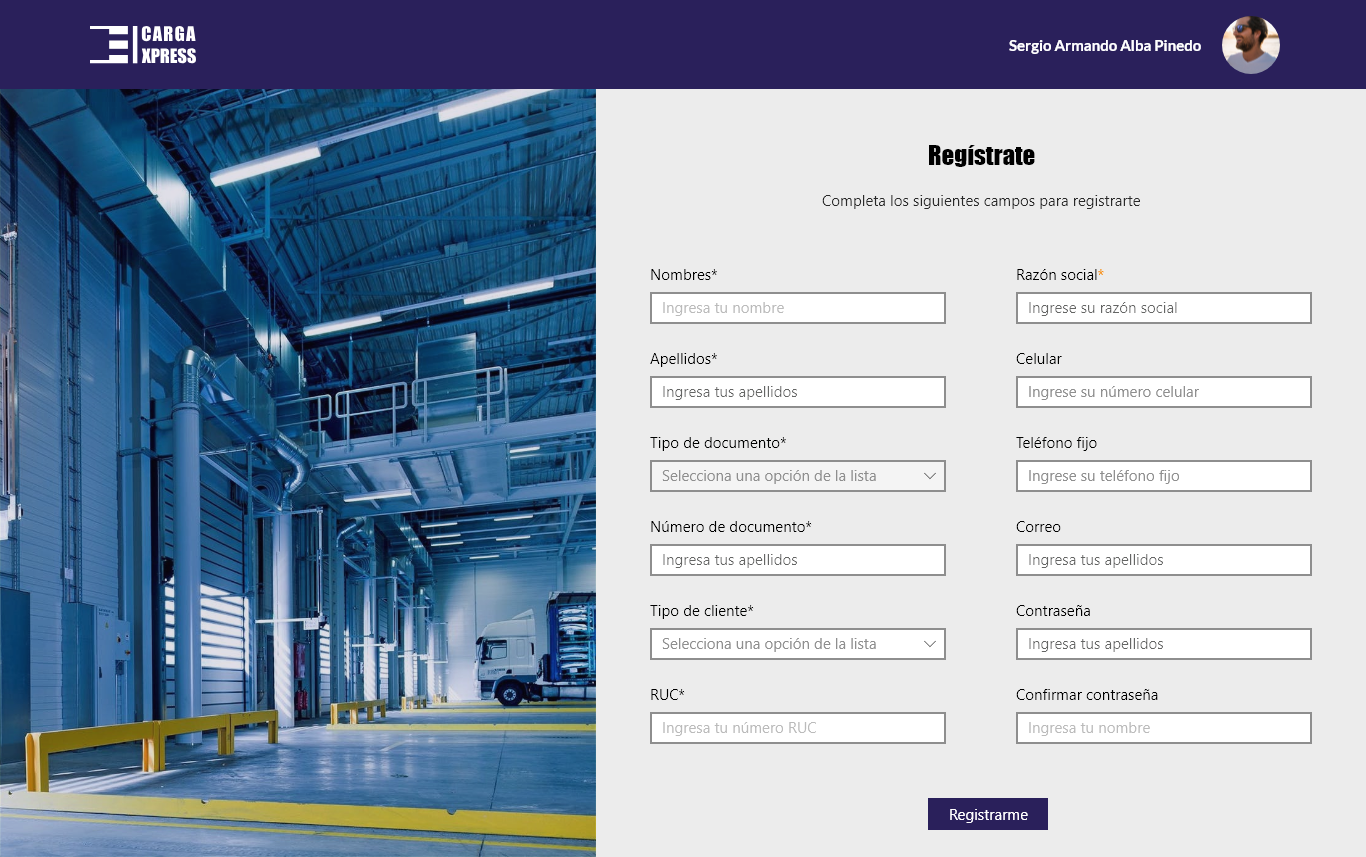 CARGA
XPRESS
Sergio Armando Alba Pinedo
Regístrate
Completa los siguientes campos para registrarte
Nombres*
Ingresa tu nombre
Apellidos*
Ingresa tus apellidos
Tipo de documento*
Selecciona una opción de la lista
Número de documento*
Ingresa tus apellidos
Tipo de cliente*
Selecciona una opción de la lista
RUC*
Ingresa tu número RUC
Razón social*
Ingrese su razón social
Celular
Ingrese su número celular
Teléfono fijo
Ingrese su teléfono fijo
Correo
Ingresa tus apellidos
Contraseña
Ingresa tus apellidos
Confirmar contraseña
Ingresa tu nombre
Registrarme